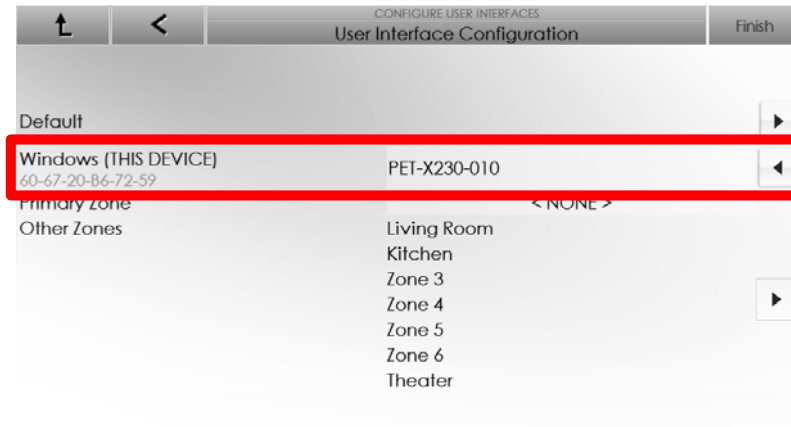 CONFIGURE USER INTERFACES
User Interface Configuration
Finish
Default
Windows (THIS DEVICE)
PET-X230-010
60-67-20-B6-72-59
Primary Zone
< NONE >
Other Zones
Living Room
Kitchen
Zone 3
Zone 4
Zone 5
Zone 6
Theater